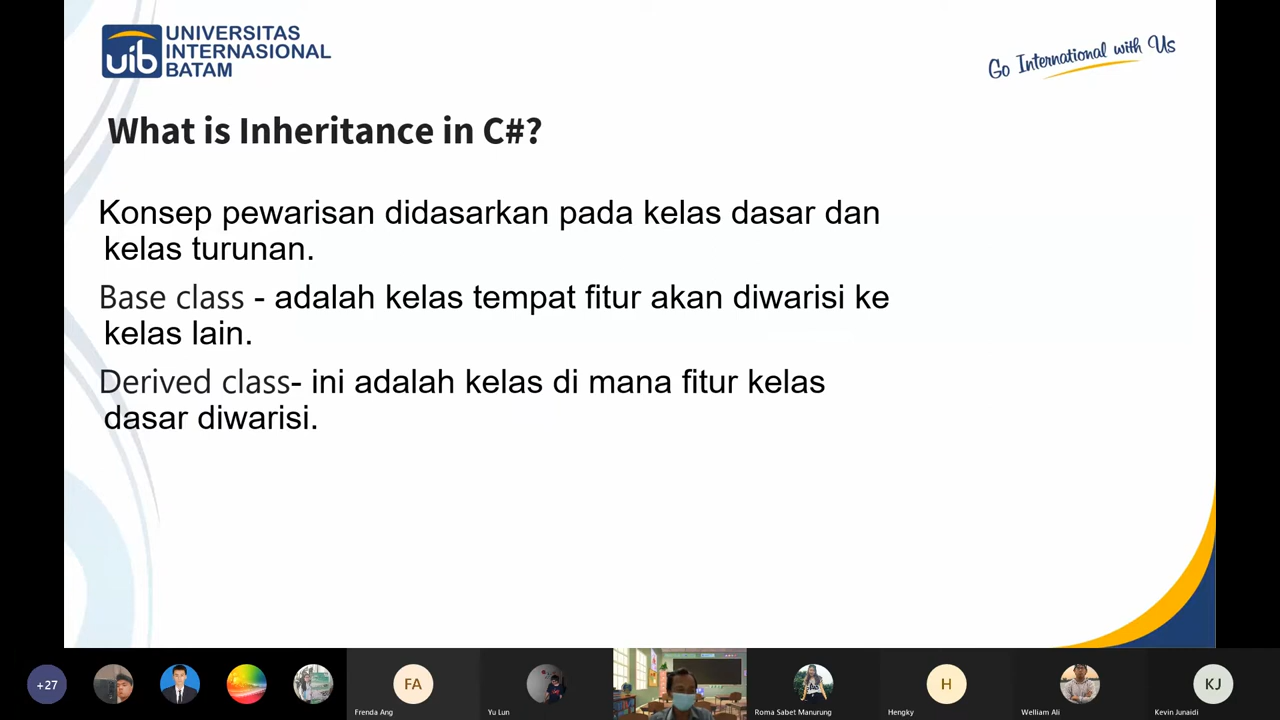 uib
UNIVERSITAS
INTERNASIONAL
BATAM
Go International with Us
What is Inheritance in C#?
Konsep pewarisan didasarkan pada kelas dasar dan
kelas turunan.
Base class - adalah kelas tempat fitur akan diwarisi ke
kelas lain.
Derived class- ini adalah kelas di mana fitur kelas
dasar diwarisi.
+27
FA
H
KJ
Frenda Ang
Yu Lun
Roma Sabet Manurung
Hengky
Welliam Ali
Kevin Junaidi